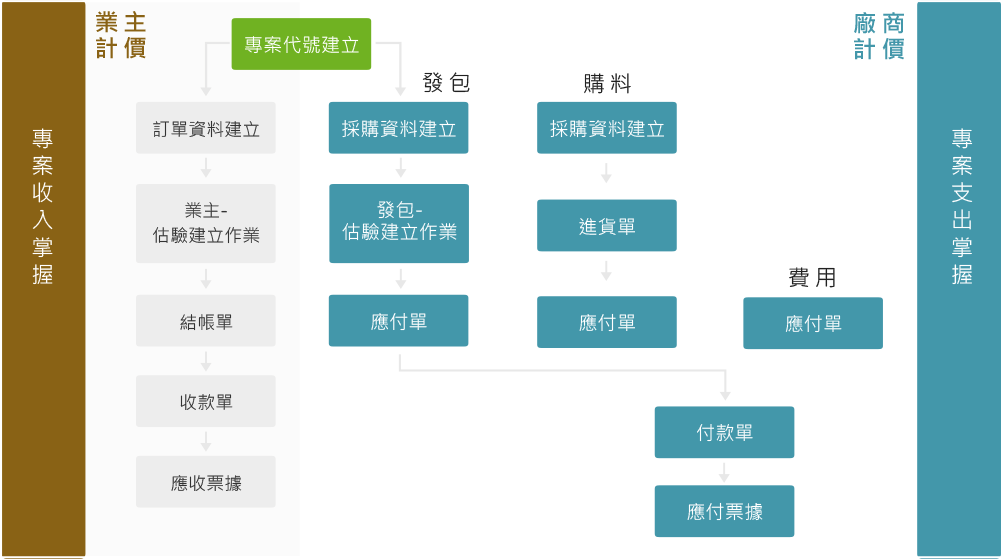 專案收入掌握
業主
計價
專案代號建立
訂單資料建立
業主-
估驗建立作業
結帳單
收款單
應收票據
發包
採購資料建立
發包-
估驗建立作業
應付單
購料
採購資料建立
進貨單
應付單
費用
應付單
付款單
應付票據
廠商
計價
專案支出掌握